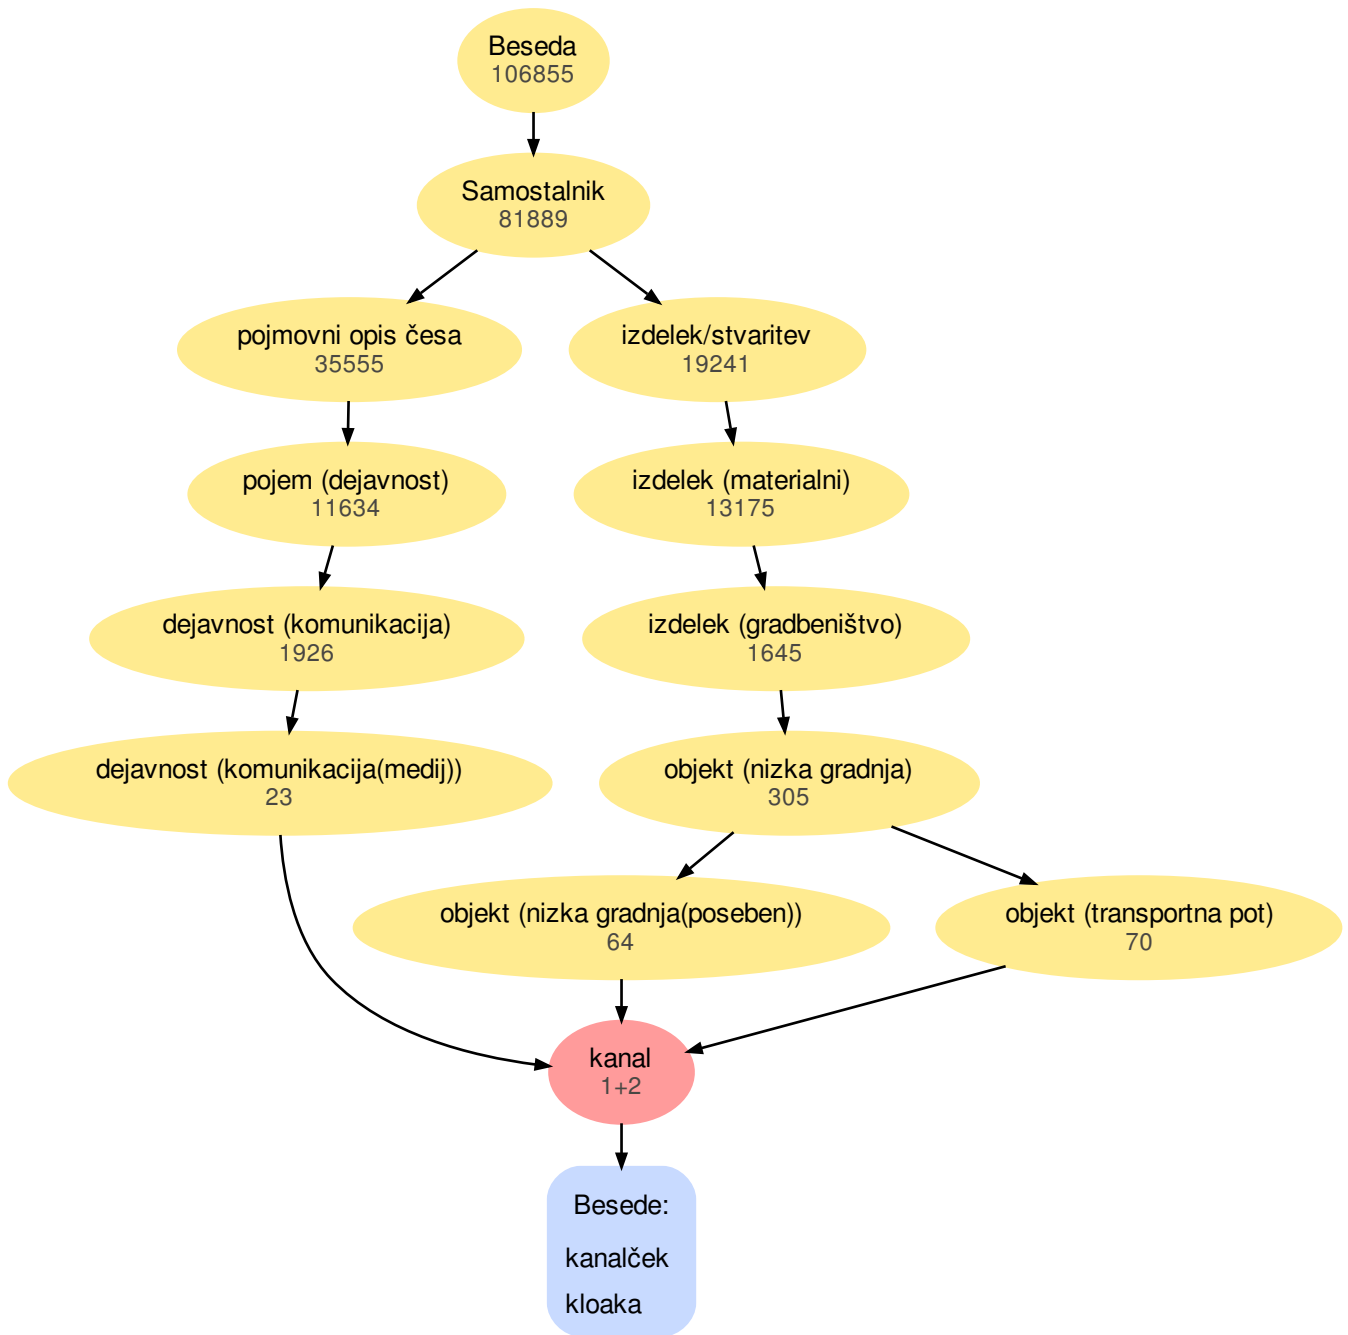 Beseda
106855
Samostalnik
81889
pojmovni opis česa
35555
izdelek/stvaritev
19241
pojem (dejavnost)
11634
izdelek (materialni)
13175
dejavnost (komunikacija)
1926
izdelek (gradbeništvo)
1645
dejavnost (komunikacija(medij))
23
objekt (nizka gradnja)
305
objekt (nizka gradnja(poseben))
64
objekt (transportna pot)
70
kanal
1+2
Besede:
kanalček
kloaka